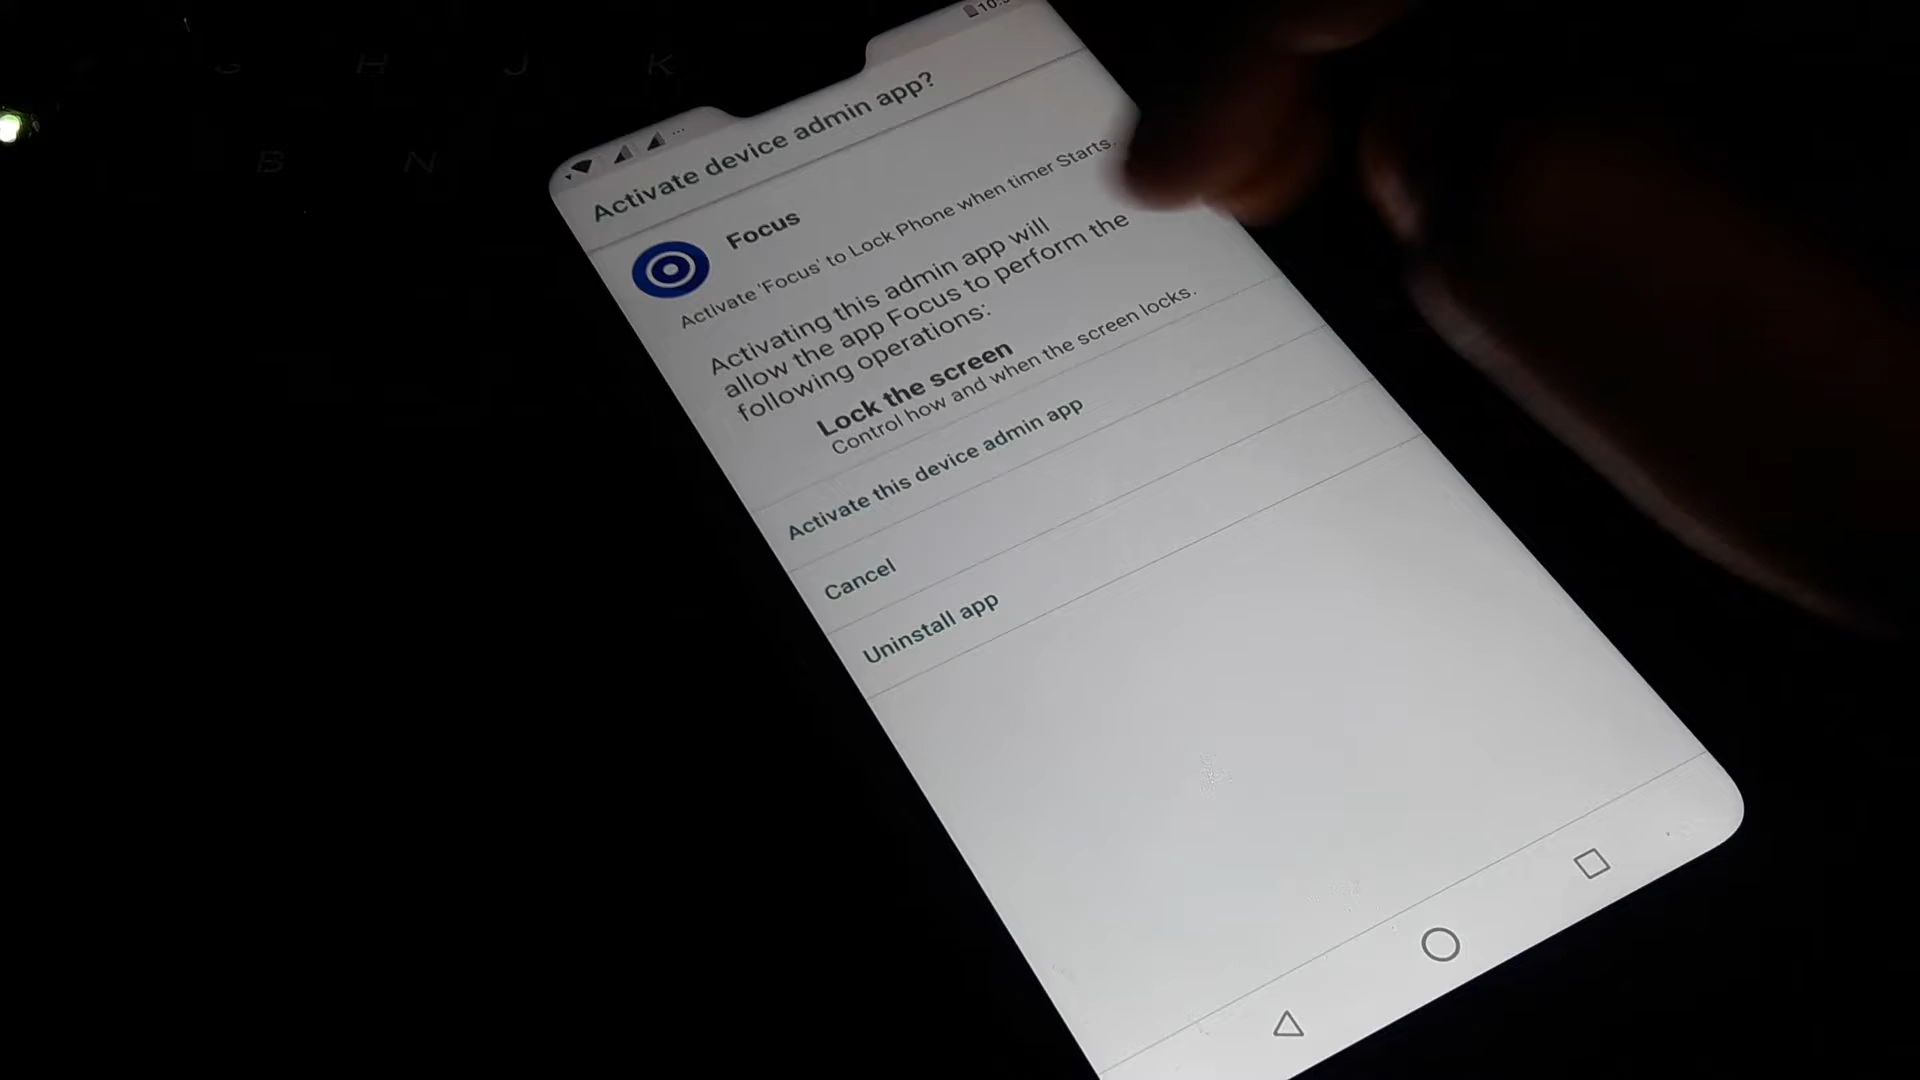 G H J K
B N
Activate device admin app?
Focus
Activate 'Focus' to Lock Phone when timer Starts.
Activating this admin app will
allow the app Focus to perform the
following operations:
Lock the screen
Control how and when the screen locks.
Activate this device admin app
Cancel
Uninstall app